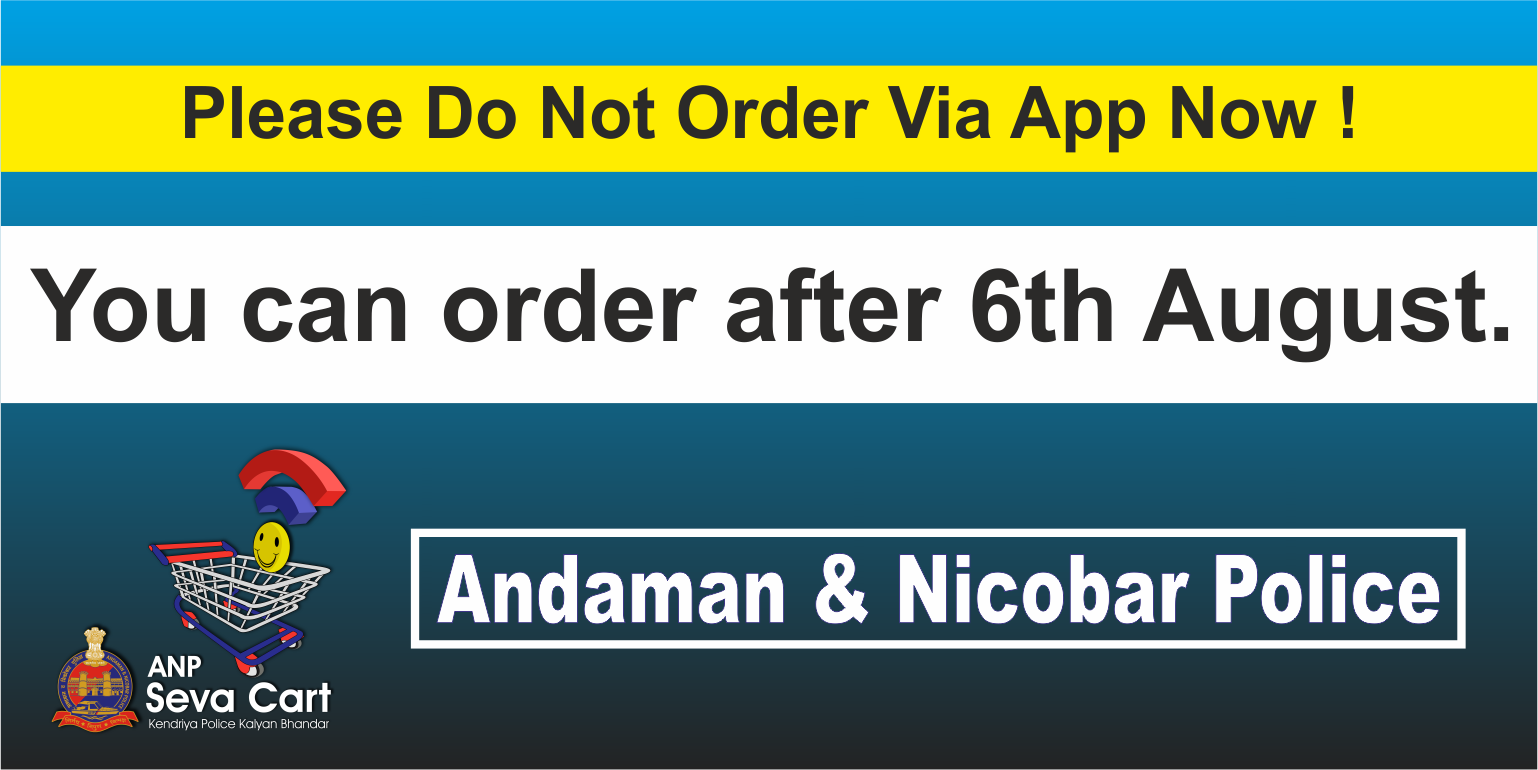 Please Do Not Order Via App Now !
You can order after 6th August.
Andaman & Nicobar Police
ANP
Seva Cart
Kendriya Police Kalyan Bhandar